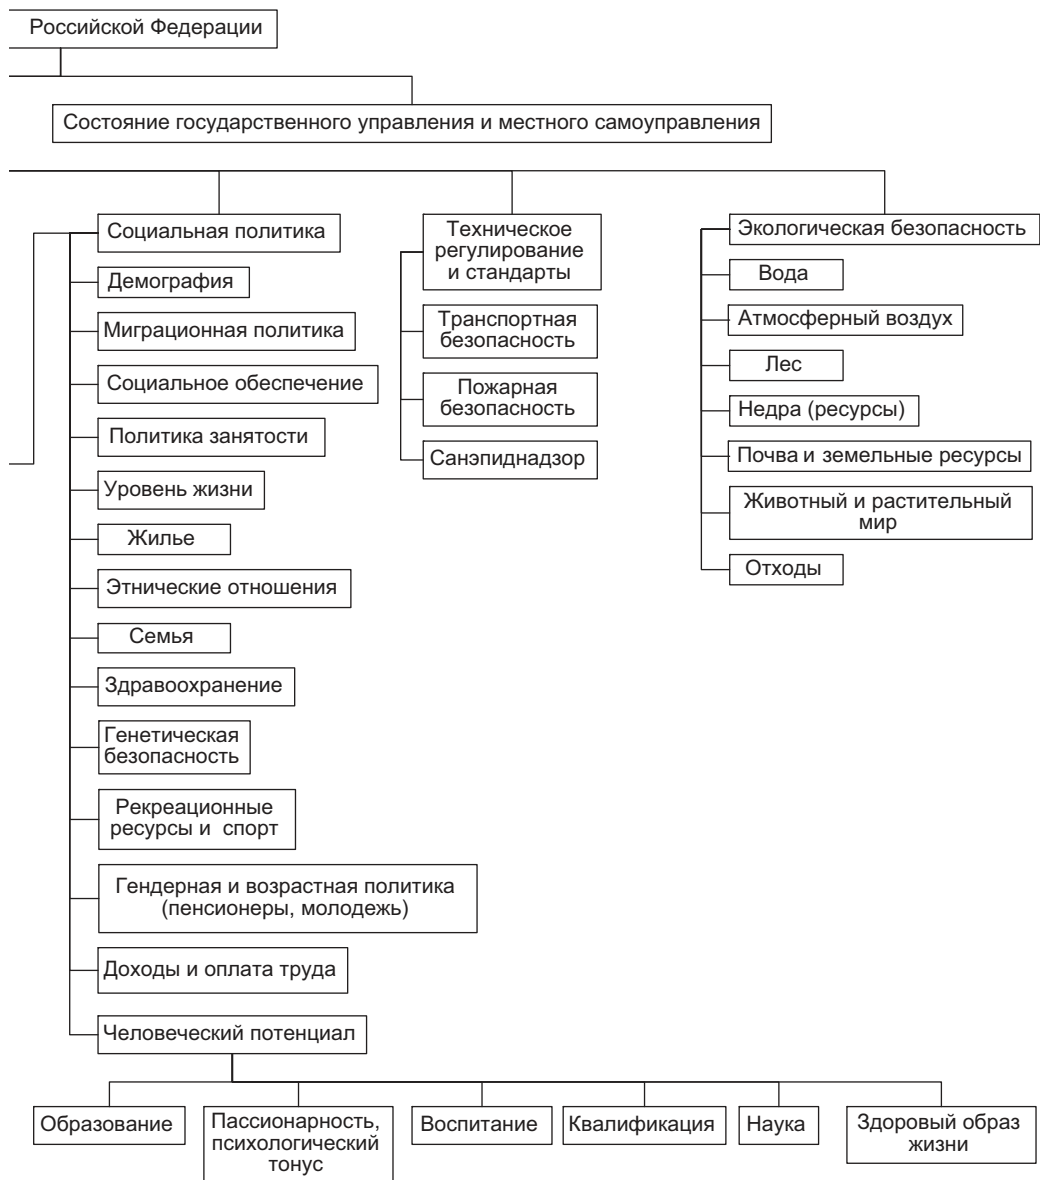 Российской Федерации
Состояние государственного управления и местного самоуправления
Социальная политика
Демография
Миграционная политика
Социальное обеспечение
Политика занятости
Уровень жизни
Жилье
Этнические отношения
Семья
Здравоохранение
Генетическая
безопасность
Рекреационные
ресурсы и спорт
Гендерная и возрастная политика
(пенсионеры, молодежь)
Доходы и оплата труда
Человеческий потенциал
Образование
Пассионарность,
психологический
тонус
Воспитание
Квалификация
Наука
Здоровый образ
жизни
Техническое
регулирование
и стандарты
Транспортная
безопасность
Пожарная
безопасность
Санэпиднадзор
Экологическая безопасность
Вода
Атмосферный воздух
Лес
Недра (ресурсы)
Почва и земельные ресурсы
Животный и растительный
мир
Отходы